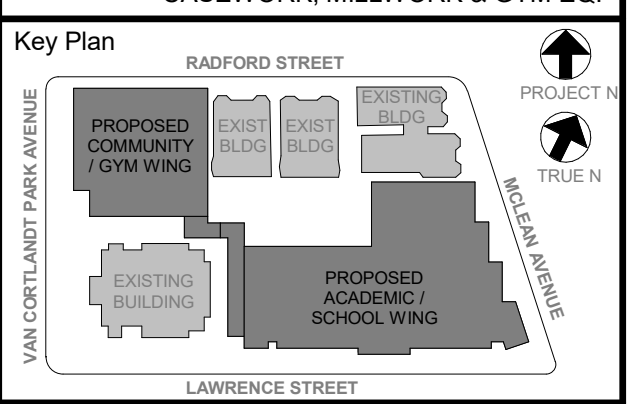 CASEWORK, MILLWORK & GYM EQP
Key Plan
RADFORD STREET
PROJECT N
TRUE N
VAN CORTLANDT PARK AVENUE
PROPOSED
COMMUNITY
/ GYM WING
EXIST
BLDG
EXIST
BLDG
EXISTING
BLDG
MCLEAN AVENUE
EXISTING
BUILDING
PROPOSED
ACADEMIC /
SCHOOL WING
LAWRENCE STREET